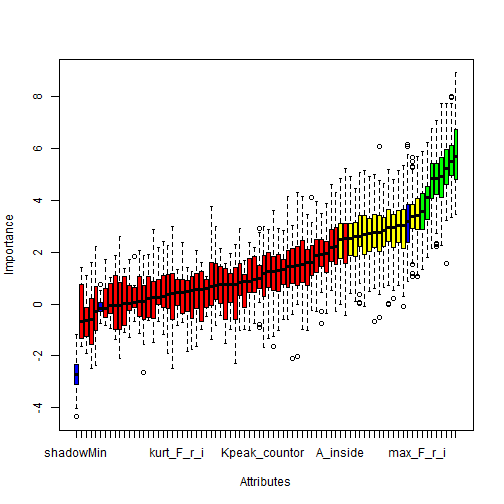 8
6
4
2
0
-2
-4
Importance
shadowMin kurt_F_r_i Kpeak_countor A_inside max_F_r_i
Attributes